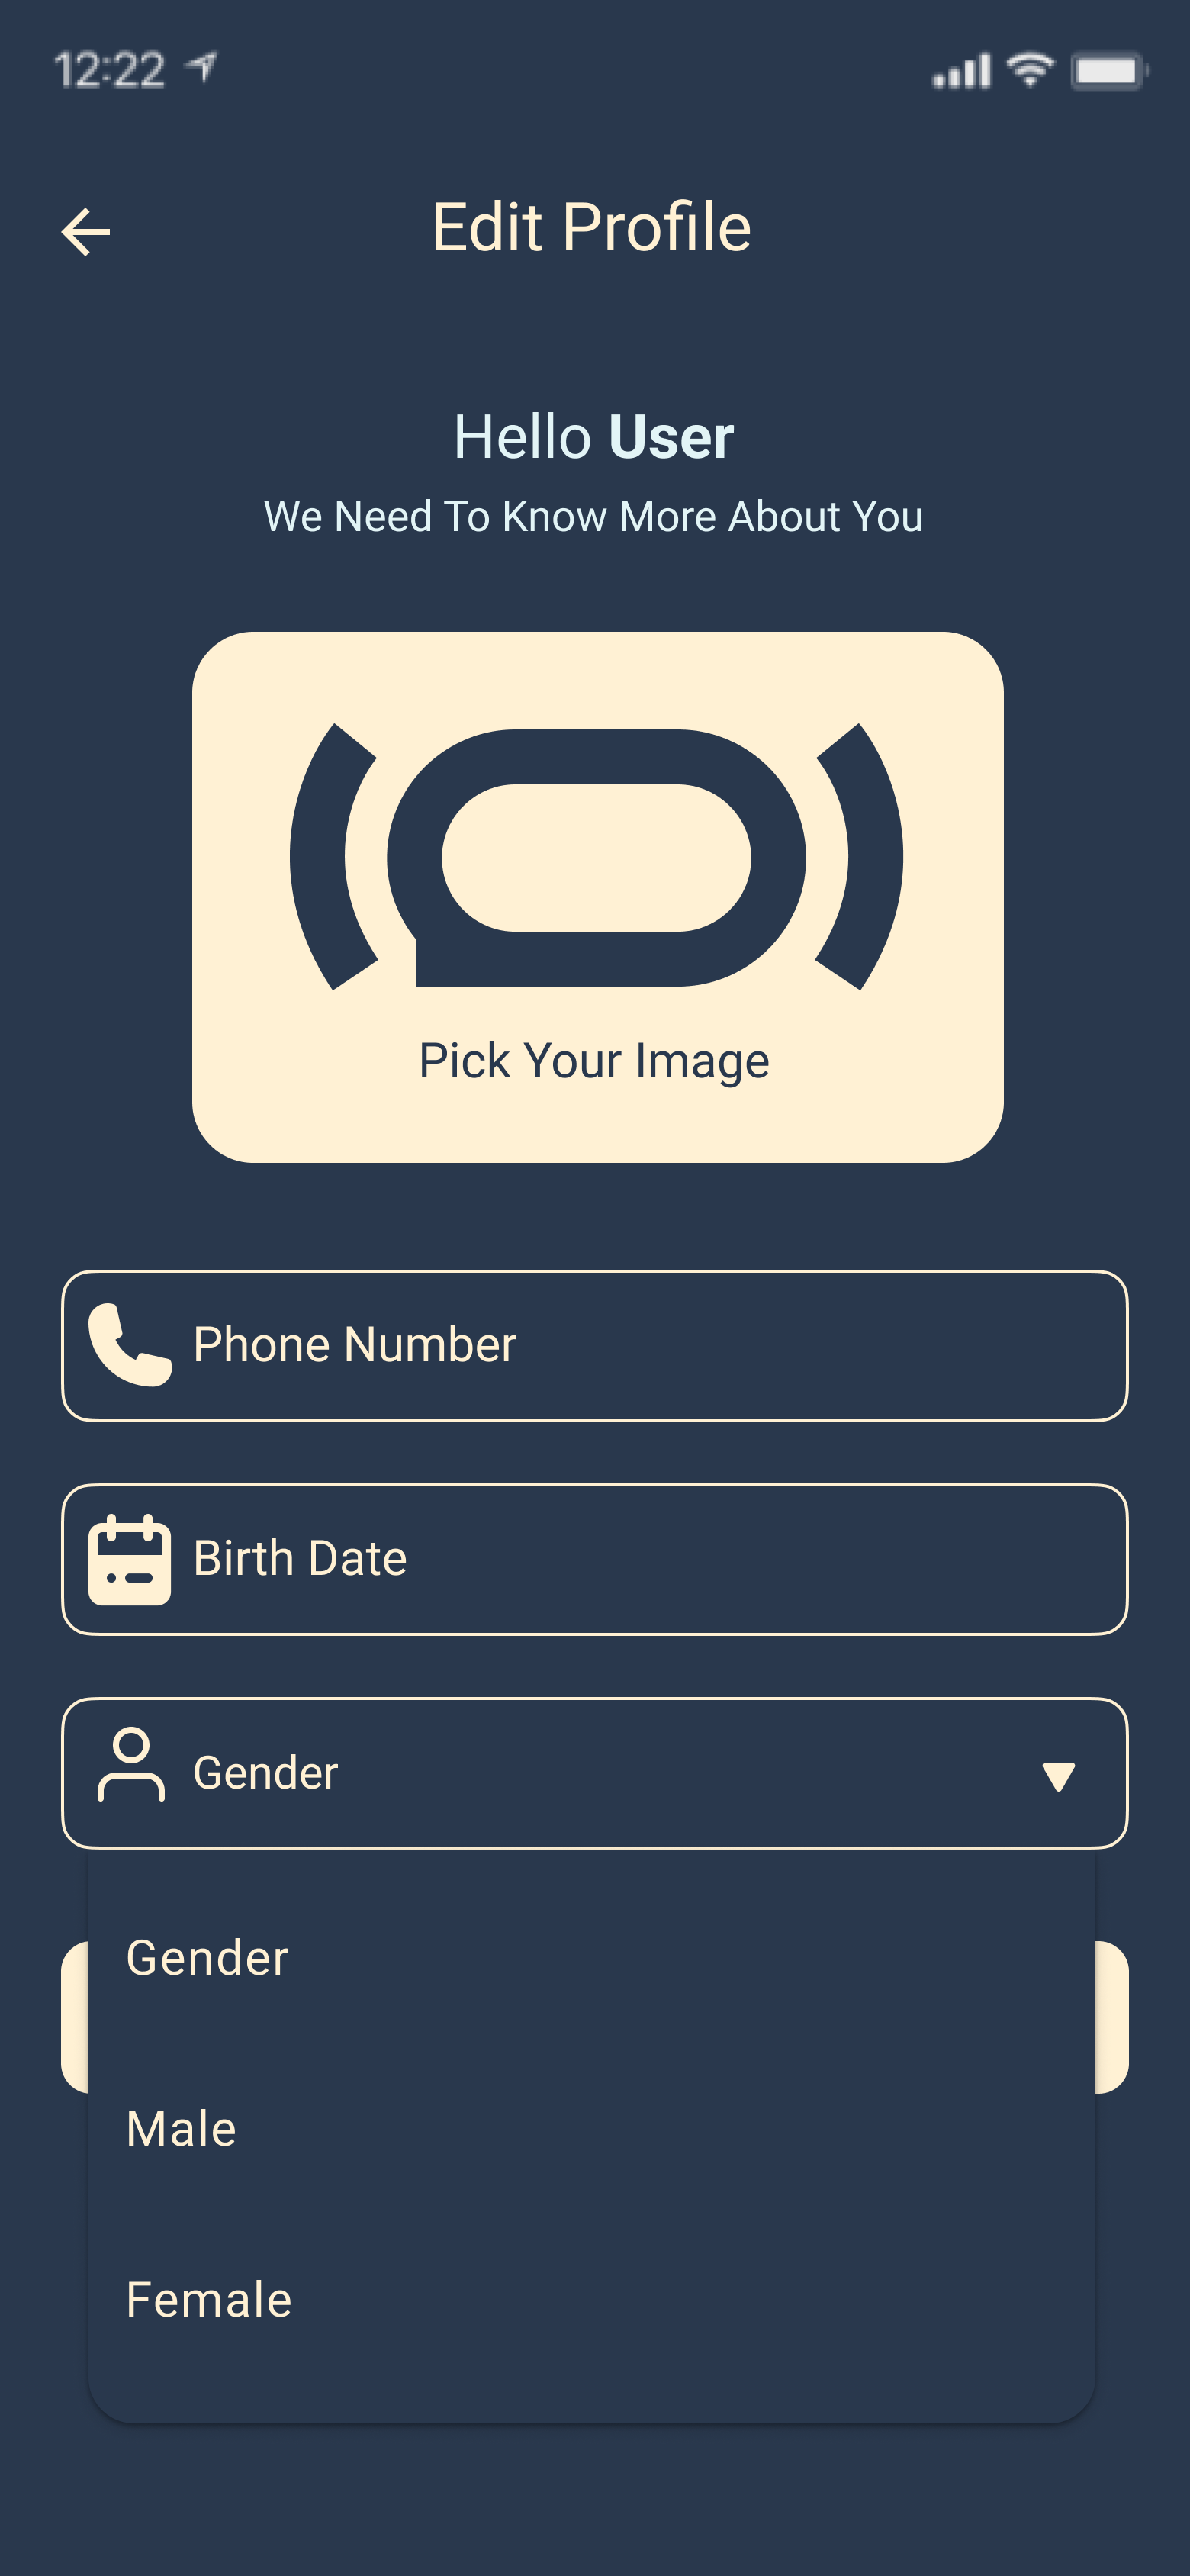 12:22
Edit Profile
Hello User
We Need To Know More About You
Pick Your Image
Phone Number
Birth Date
Gender
Gender
Male
Female